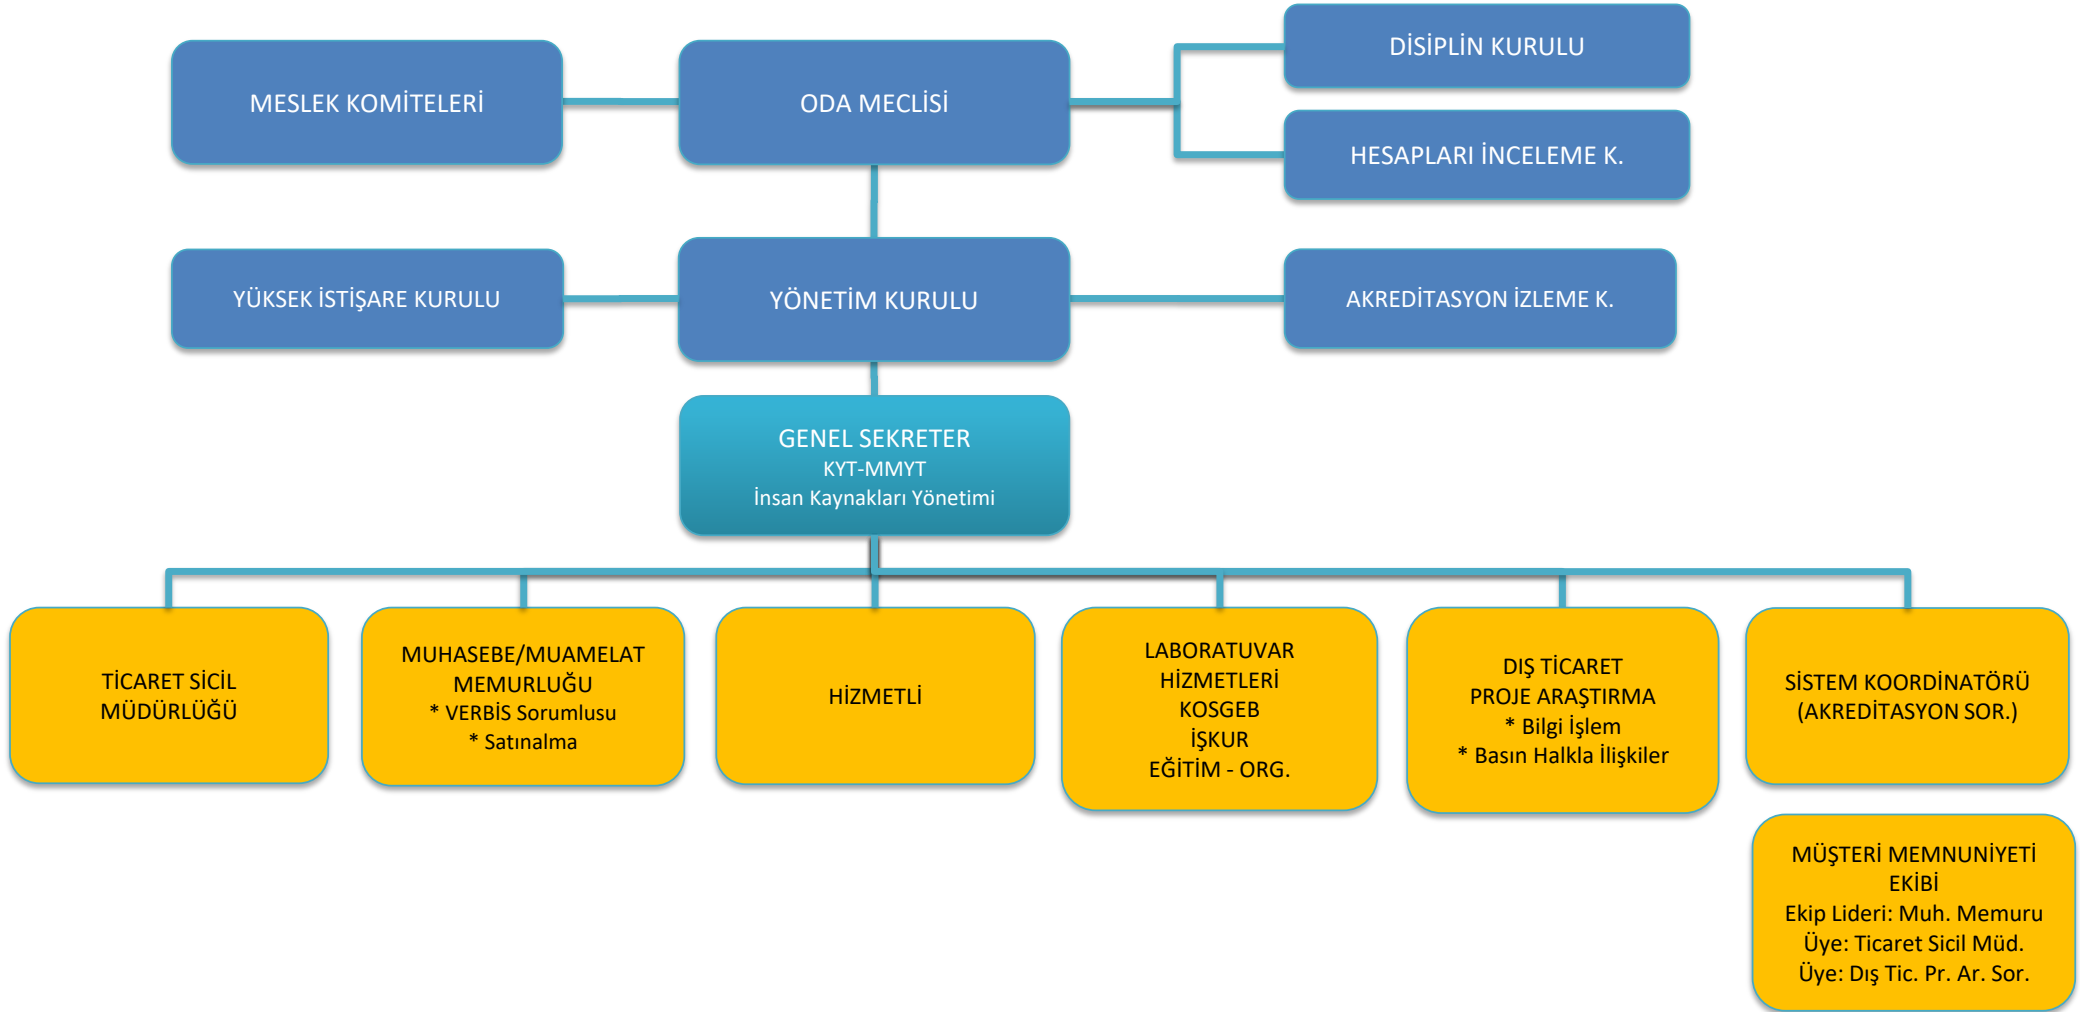 DİSİPLİN KURULU
MESLEK KOMİTELERİ
ODA MECLİSİ
HESAPLARI İNCELEME K.
YÜKSEK İSTİŞARE KURULU
YÖNETİM KURULU
AKREDİTASYON İZLEME K.
GENEL SEKRETER
KYT-MMYT
İnsan Kaynakları Yönetimi
TİCARET SİCİL
MÜDÜRLÜĞÜ
MUHASEBE/MUAMELAT
MEMURLUĞU
* VERBİS Sorumlusu
* Satınalma
HİZMETLİ
LABORATUVAR
HİZMETLERİ
KOSGEB
İŞKUR
EĞİTİM - ORG.
DIŞ TİCARET
PROJE ARAŞTIRMA
* Bilgi İşlem
* Basın Halkla İlişkiler
SİSTEM KOORDİNATÖRÜ
(AKREDİTASYON SOR.)
MÜŞTERİ MEMNUNİYETİ
EKİBİ
Ekip Lideri: Muh. Memuru
Üye: Ticaret Sicil Müd.
Üye: Dış Tic. Pr. Ar. Sor.